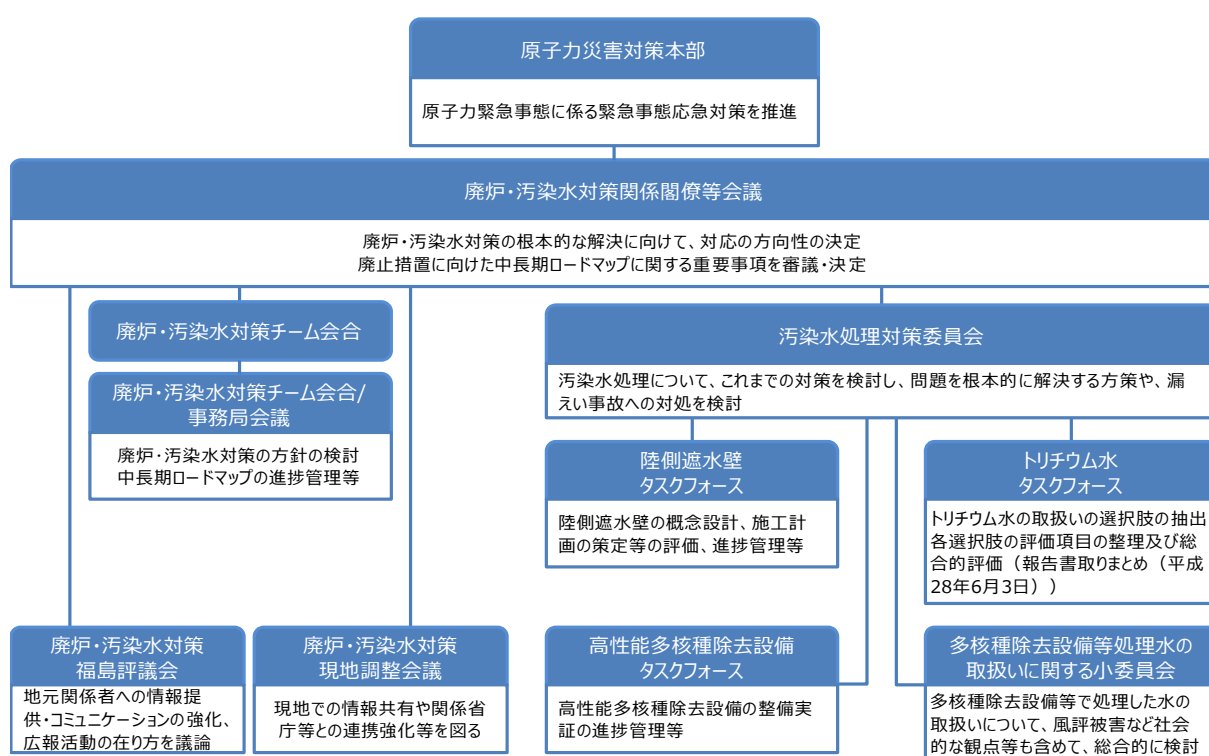 原子力災害対策本部
原子力緊急事態に係る緊急事態応急対策を推進
廃炉・汚染水対策関係閣僚等会議
廃炉・汚染水対策の根本的な解決に向けて、対応の方向性の決定
廃止措置に向けた中長期ロードマップに関する重要事項を審議・決定
廃炉・汚染水対策チーム会合
廃炉・汚染水対策チーム会合/
事務局会議
廃炉・汚染水対策の方針の検討
中長期ロードマップの進捗管理等
汚染水処理対策委員会
汚染水処理について、これまでの対策を検討し、問題を根本的に解決する方策や、漏
えい事故への対処を検討
陸側遮水壁
タスクフォース
陸側遮水壁の概念設計、施工計
画の策定等の評価、進捗管理等
トリチウム水
タスクフォース
トリチウム水の取扱いの選択肢の抽出
各選択肢の評価項目の整理及び総
合的評価（報告書取りまとめ（平成
28年6月3日））
廃炉・汚染水対策
福島評議会
地元関係者への情報提
供・コミュニケーションの強化、
広報活動の在り方を議論
廃炉・汚染水対策
現地調整会議
現地での情報共有や関係省
庁等との連携強化等を図る
高性能多核種除去設備
タスクフォース
高性能多核種除去設備の整備実
証の進捗管理等
多核種除去設備等処理水の
取扱いに関する小委員会
多核種除去設備等で処理した水の
取扱いについて、風評被害など社会
的な観点等も含めて、総合的に検討